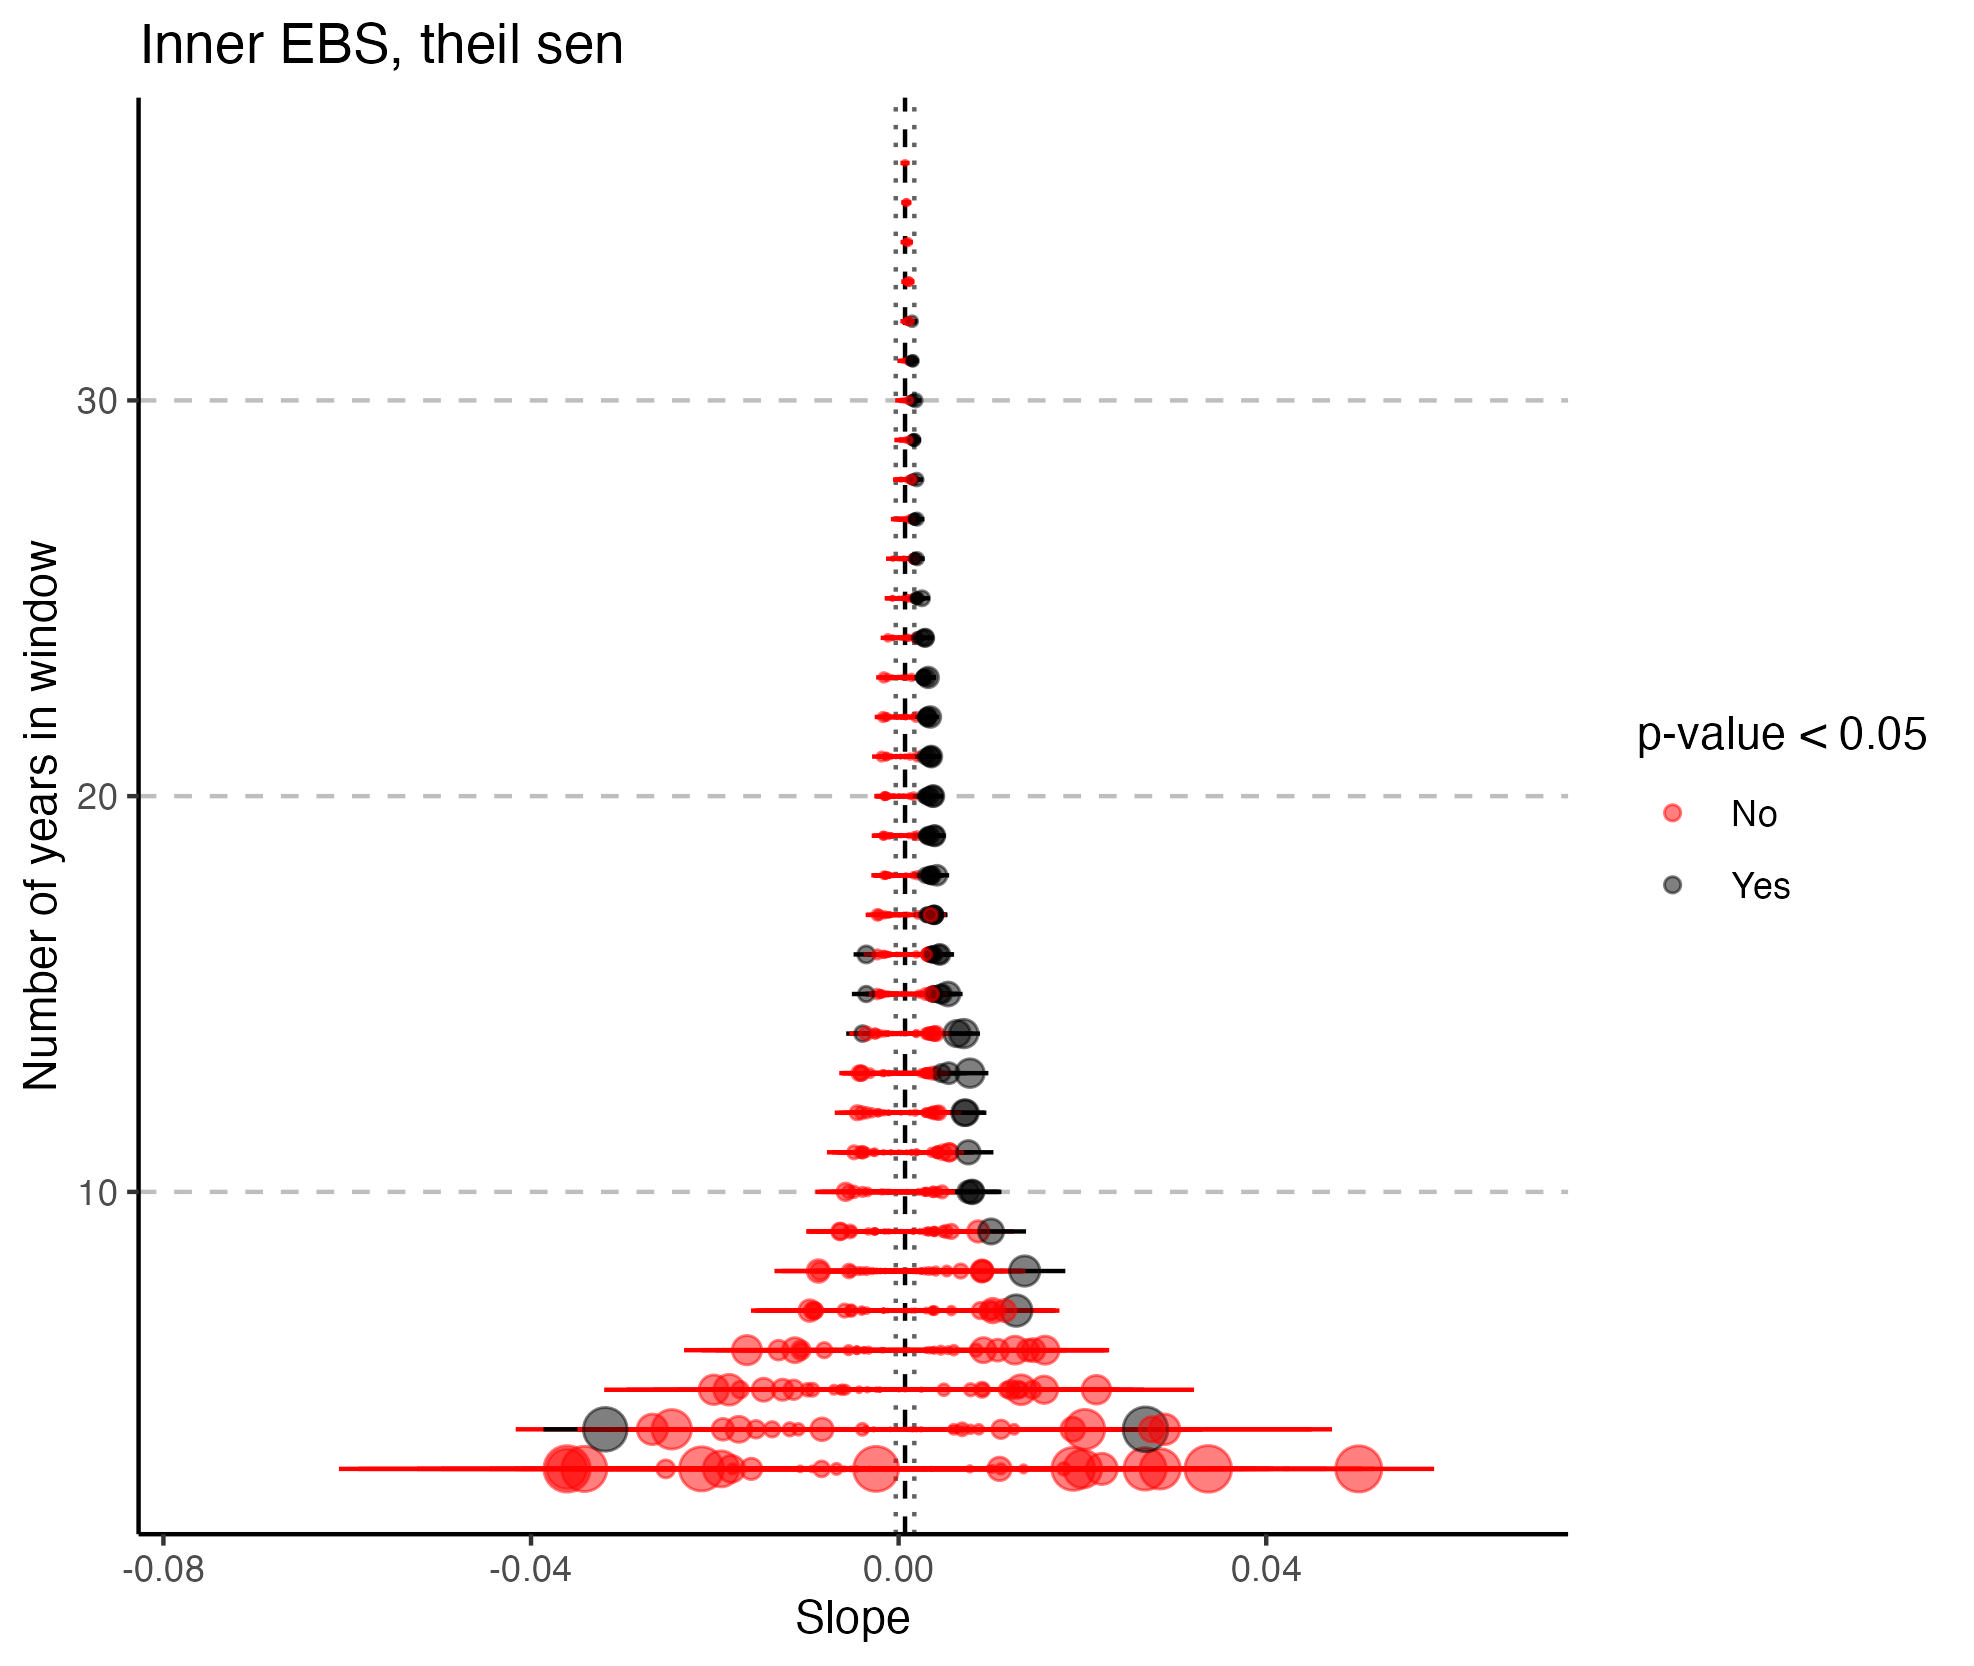 Inner EBS, theil sen
Number of years in window
30
20
10
-0.08
-0.04
0.00
0.04
Slope
p-value < 0.05
No
Yes